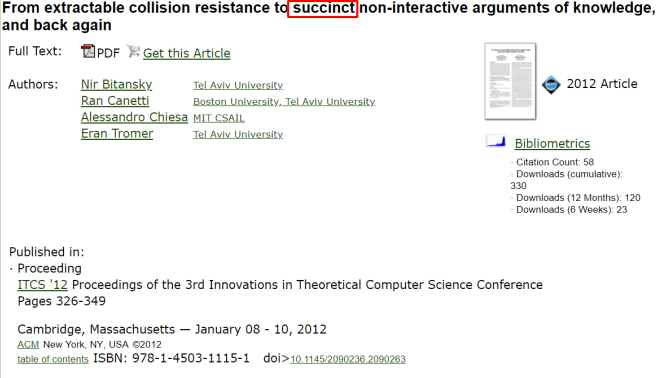 From extractable collision resistance to succinct non-interactive arguments of knowledge,
and back again
Full Text: PDF Get this Article
Authors: Nir Bitansky Tel Aviv University
Ran Canetti Boston University, Tel Aviv University
Alessandro Chiesa MIT CSAIL
Eran Tromer Tel Aviv University
2012 Article
Bibliometrics
· Citation Count: 58
· Downloads (cumulative):
330
· Downloads (12 Months): 120
· Downloads (6 Weeks): 23
Published in:
· Proceeding
ITCS '12 Proceedings of the 3rd Innovations in Theoretical Computer Science Conference
Pages 326-349
Cambridge, Massachusetts — January 08 - 10, 2012
ACM New York, NY, USA ©2012
table of contents ISBN: 978-1-4503-1115-1 doi>10.1145/2090236.2090263